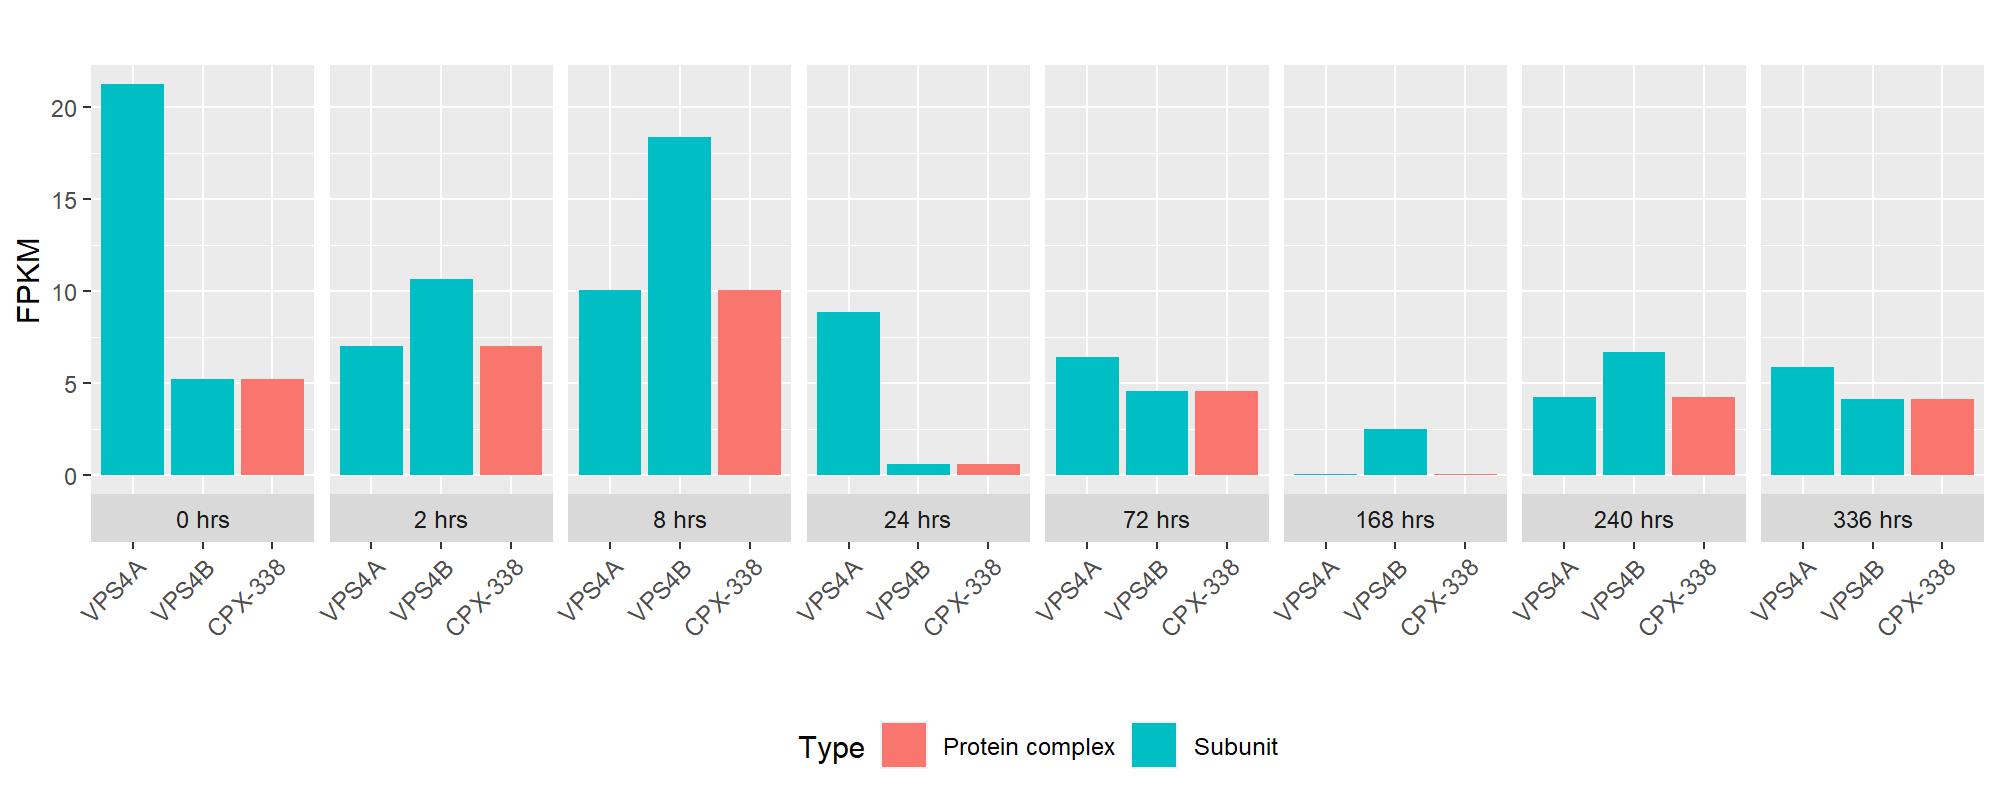 FPKM
20
15
10
5
0
0 hrs
2 hrs
8 hrs
24 hrs
72 hrs
168 hrs
240 hrs
336 hrs
VPS4A
VPS4B
CPX-338
VPS4A
VPS4B
CPX-338
VPS4A
VPS4B
CPX-338
VPS4A
VPS4B
CPX-338
VPS4A
VPS4B
CPX-338
VPS4A
VPS4B
CPX-338
VPS4A
VPS4B
CPX-338
VPS4A
VPS4B
CPX-338
Type Protein complex Subunit